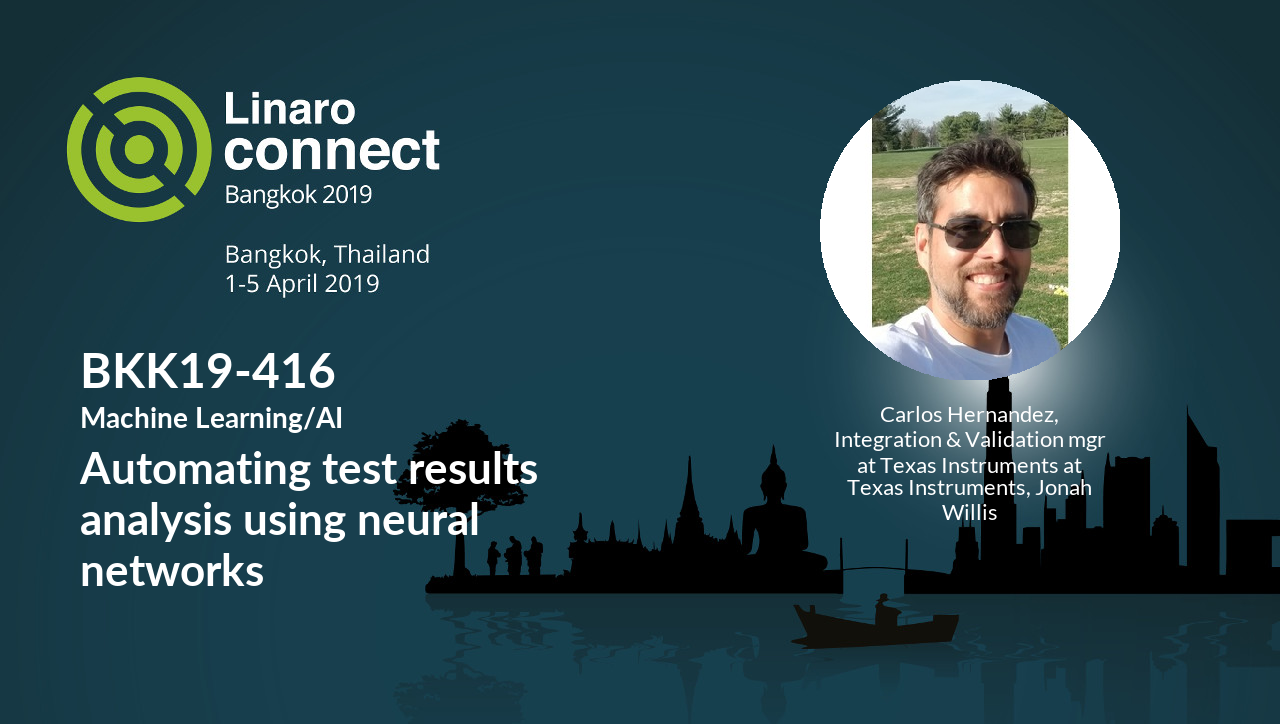 Linaro
connect
Bangkok 2019
Bangkok, Thailand
1-5 April 2019
BKK19-416
Machine Learning/AI
Automating test results
analysis using neural
networks
Carlos Hernandez,
Integration & Validation mgr
at Texas Instruments at
Texas Instruments, Jonah
Willis